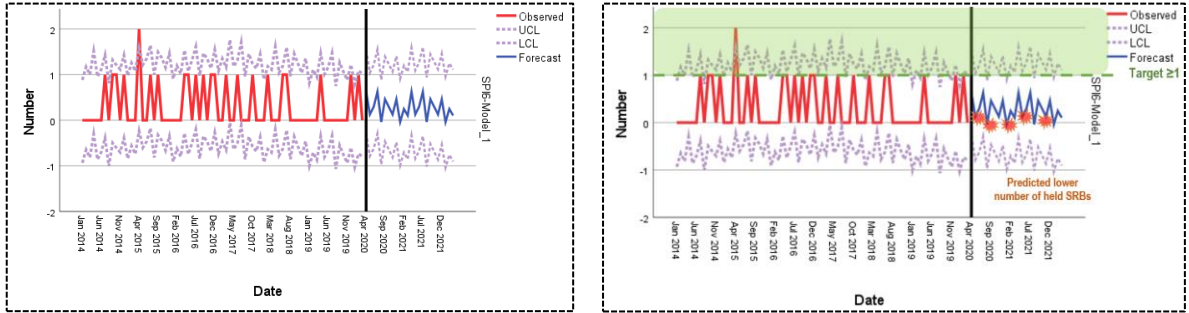 Observed
UCL
LCL
Forecast
2
1
0
-1
-2
Number
SPI6-Model_1
Jan 2014
Jun 2014
Nov 2014
Apr 2015
Sep 2015
Feb 2016
Jul 2016
Dec 2016
May 2017
Oct 2017
Mar 2018
Aug 2018
Jan 2019
Jun 2019
Nov 2019
Apr 2020
Sep 2020
Feb 2021
Jul 2021
Dec 2021
Date
Observed
UCL
LCL
Forecast
Target ≥1
2
1
0
-1
-2
Number
SPI6-Model_1
Predicted lower
number of held SRBs
Jan 2014
Jun 2014
Nov 2014
Apr 2015
Sep 2015
Feb 2016
Jul 2016
Dec 2016
May 2017
Oct 2017
Mar 2018
Aug 2018
Jan 2019
Jun 2019
Nov 2019
Apr 2020
Sep 2020
Feb 2021
Jul 2021
Dec 2021
Date